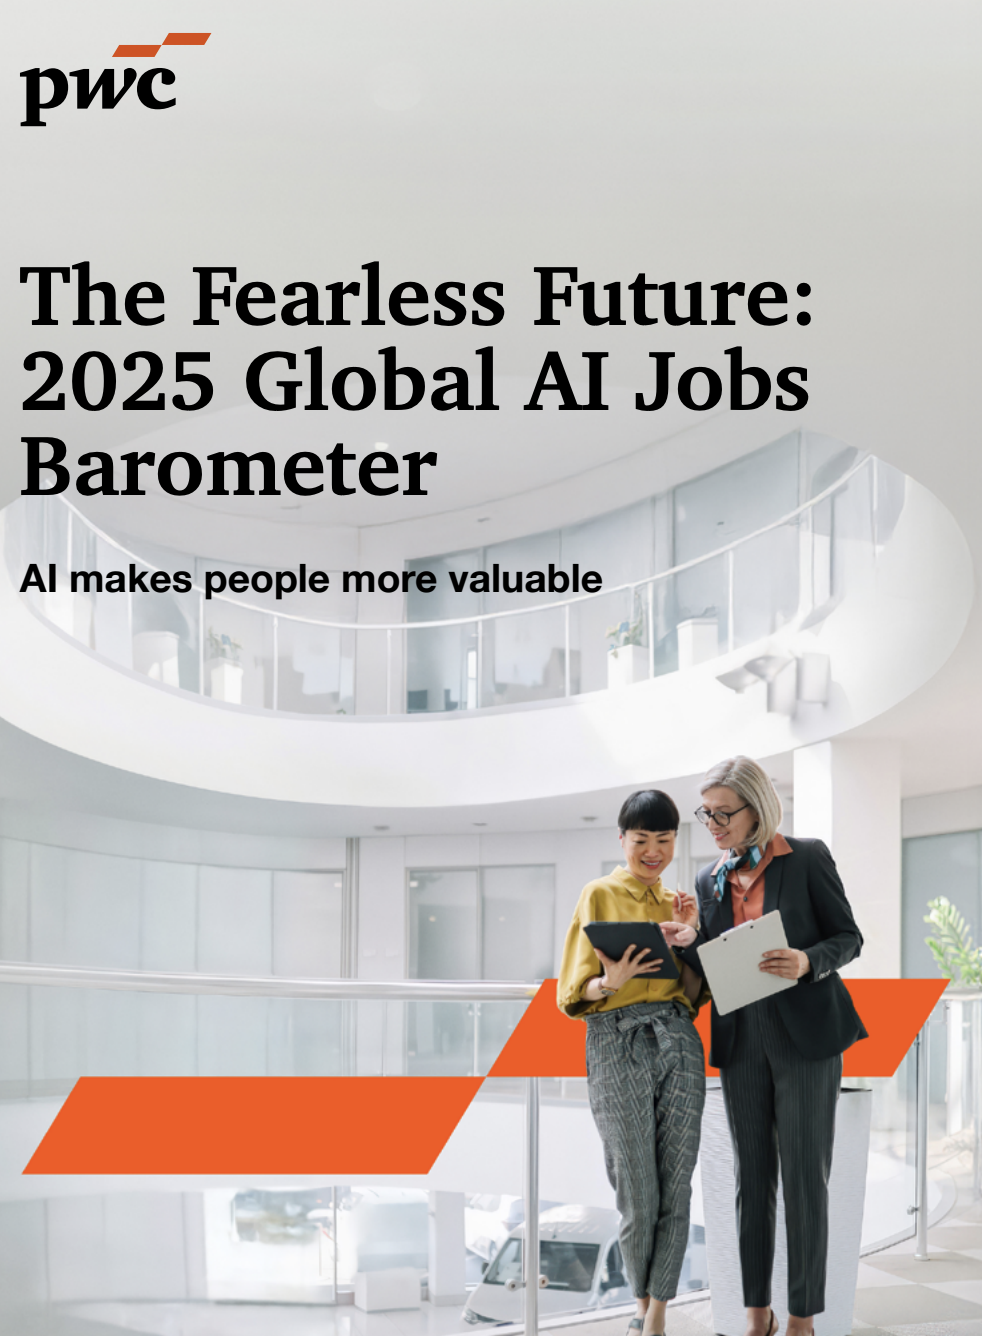 pwc
The Fearless Future:
2025 Global AI Jobs
Barometer
AI makes people more valuable